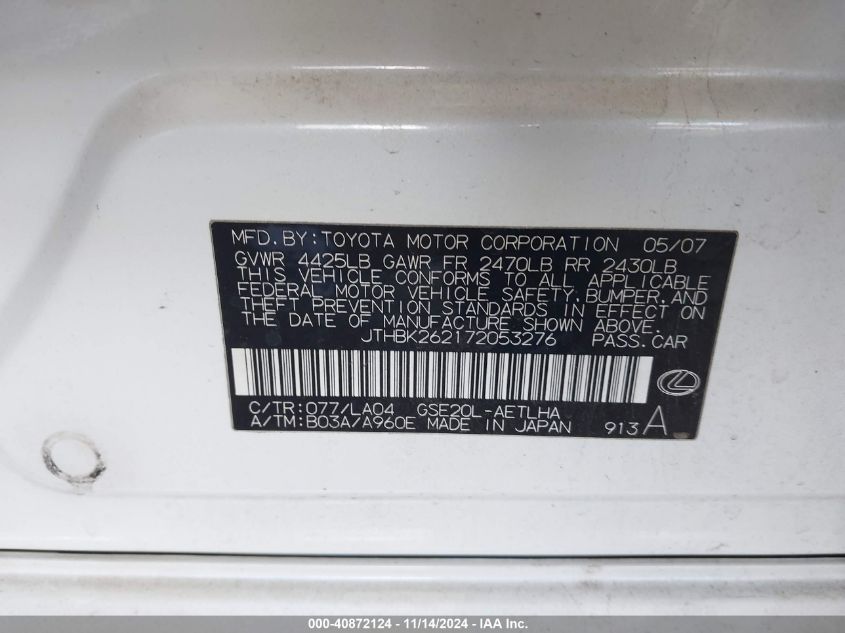 MFD. BY: TOYOTA MOTOR CORPORATION 05/07
GVWR 4425LB GAWR FR 2470LB RR 2430LB
THIS VEHICLE CONFORMS TO ALL APPLICABLE
FEDERAL MOTOR VEHICLE SAFETY, BUMPER, AND
THEFT PREVENTION STANDARDS IN EFFECT ON
THE DATE OF MANUFACTURE SHOWN ABOVE.
JTHBK262172053276 PASS. CAR
C/TR: 077/LA04 GSE20L-AETLHA
A/TM: B03A/A960E MADE IN JAPAN 913 A
000-40872124 - 11/14/2024 - IAA Inc.